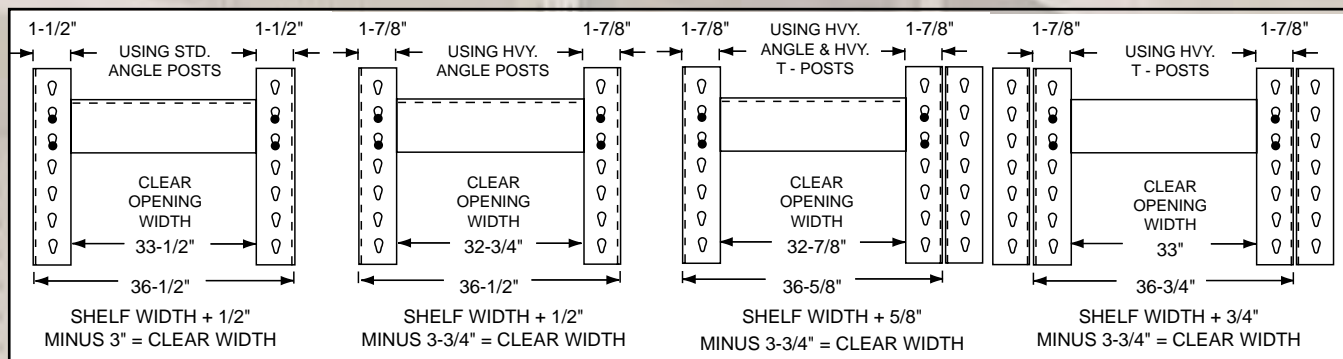 1-1/2"
1-1/2"
USING STD.
ANGLE POSTS
CLEAR
OPENING
WIDTH
33-1/2"
36-1/2"
SHELF WIDTH + 1/2"
MINUS 3" = CLEAR WIDTH
1-7/8"
1-7/8"
USING HVY.
ANGLE POSTS
CLEAR
OPENING
WIDTH
32-3/4"
36-1/2"
SHELF WIDTH + 1/2"
MINUS 3-3/4" = CLEAR WIDTH
1-7/8"
1-7/8"
USING HVY.
ANGLE & HVY.
T - POSTS
CLEAR
OPENING
WIDTH
32-7/8"
36-5/8"
SHELF WIDTH + 5/8"
MINUS 3-3/4" = CLEAR WIDTH
1-7/8"
1-7/8"
USING HVY.
T - POSTS
CLEAR
OPENING
WIDTH
33"
36-3/4"
SHELF WIDTH + 3/4"
MINUS 3-3/4" = CLEAR WIDTH